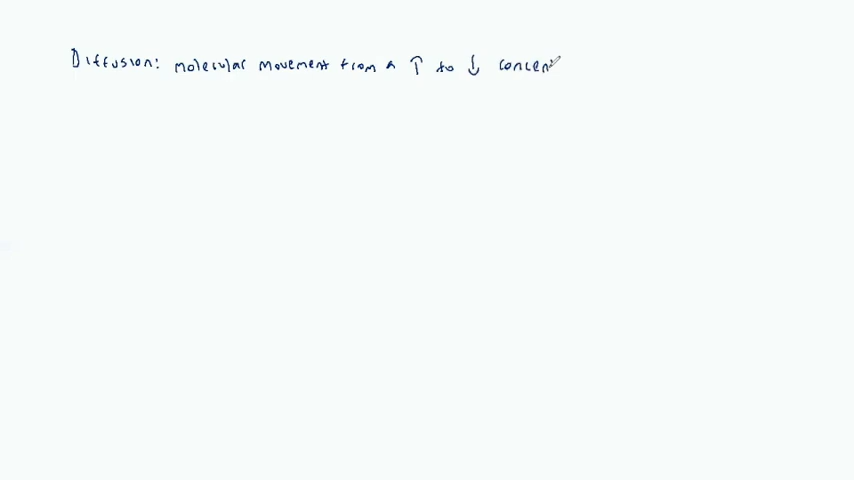 Diffusion: molecular movement from a ↑ to ↓ concen